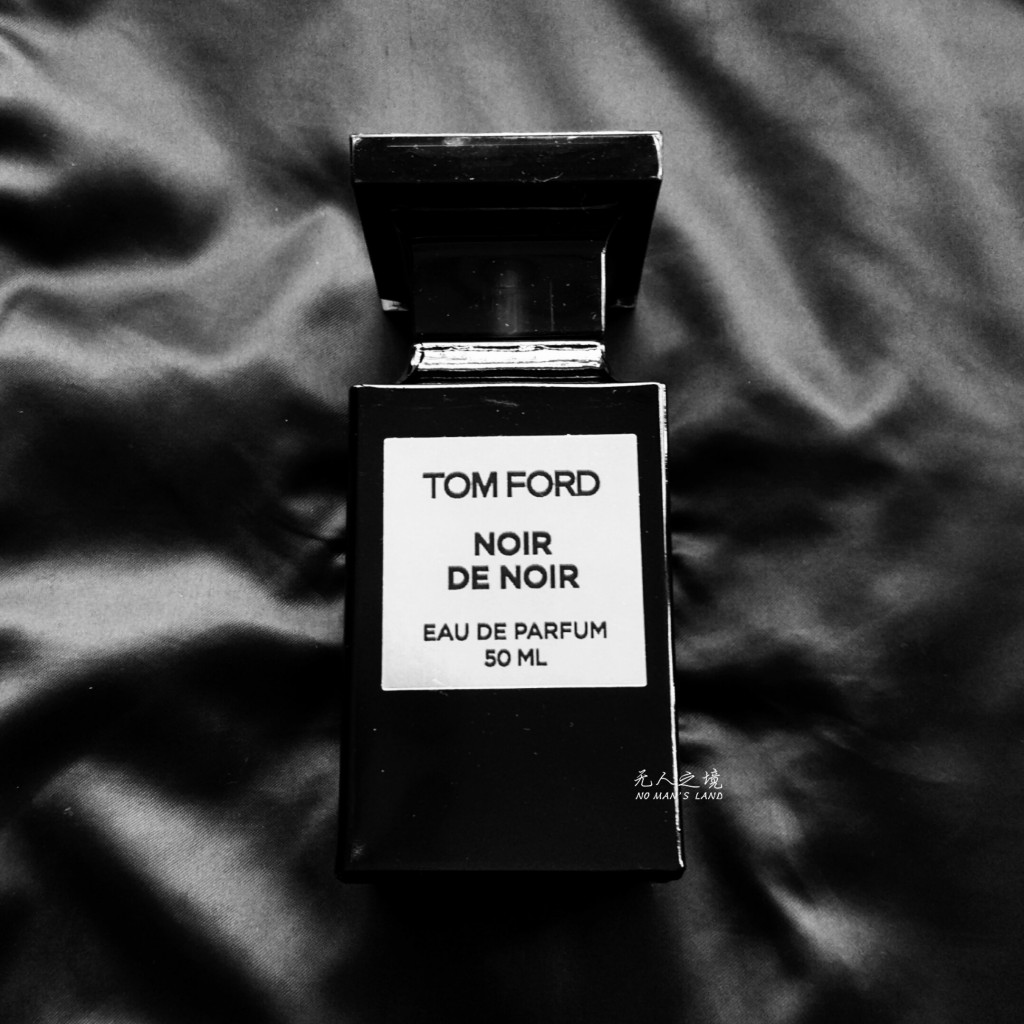 TOM FORD
NOIR
DE NOIR
EAU DE PARFUM
50 ML
无人之境
NO MAN'S LAND